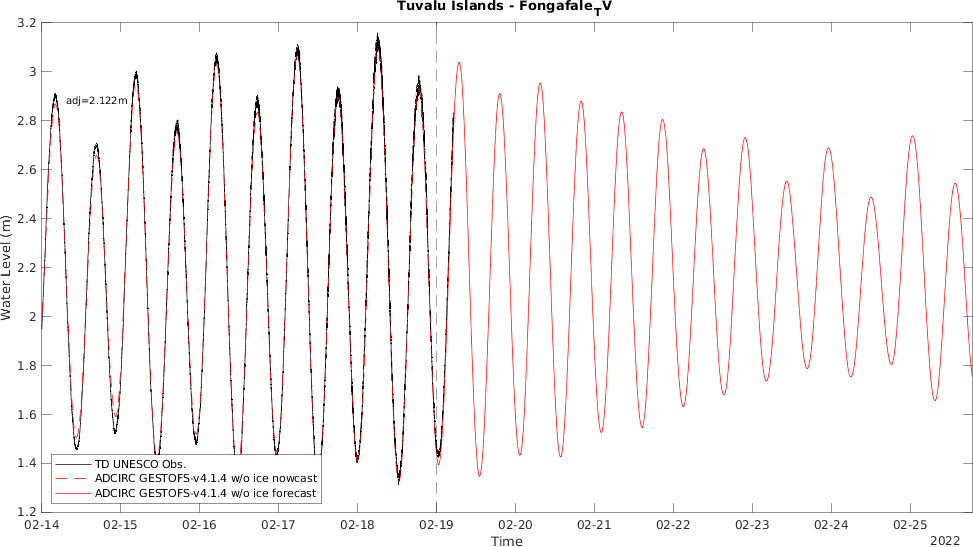 Tuvalu Islands - Fongafale_TV
3.2
3
2.8
2.6
2.4
2.2
2
1.8
1.6
1.4
1.2
Water Level (m)
adj=2.122m
TD UNESCO Obs.
ADCIRC GESTOFS-v4.1.4 w/o ice nowcast
ADCIRC GESTOFS-v4.1.4 w/o ice forecast
02-14 02-15 02-16 02-17 02-18 02-19 02-20 02-21 02-22 02-23 02-24 02-25
Time
2022